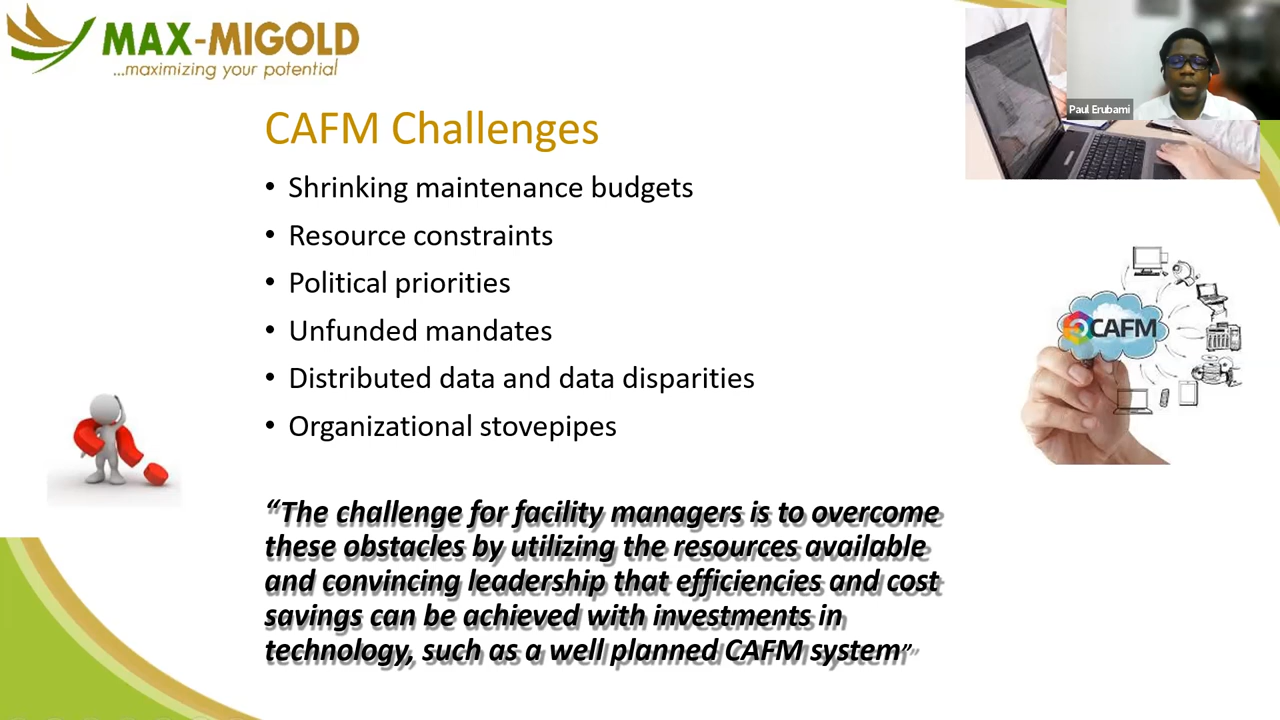 MAX-MIGOLD
...maximizing your potential
Paul Erubami
CAFM Challenges
• Shrinking maintenance budgets
• Resource constraints
• Political priorities
• Unfunded mandates
• Distributed data and data disparities
• Organizational stovepipes
CAFM
“The challenge for facility managers is to overcome
these obstacles by utilizing the resources available
and convincing leadership that efficiencies and cost
savings can be achieved with investments in
technology, such as a well planned CAFM system”